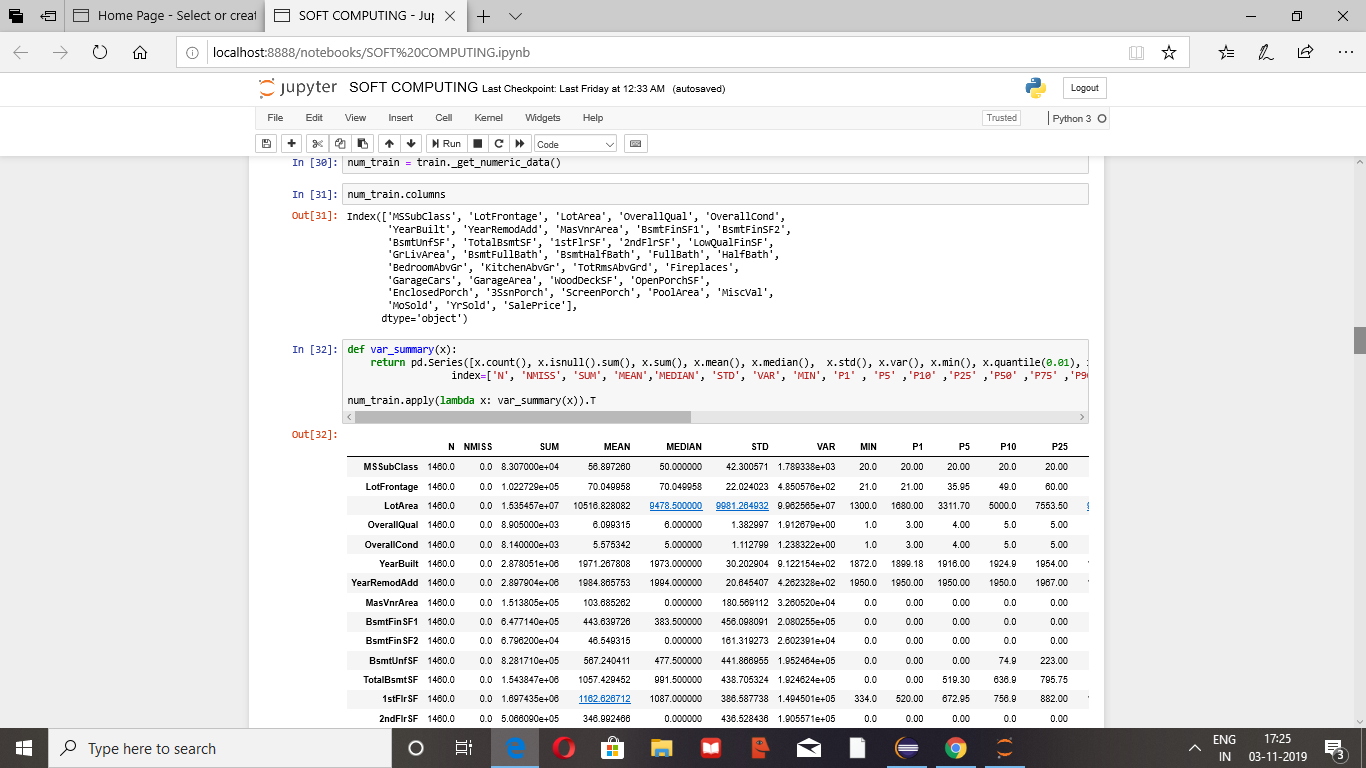 Home Page - Select or creat
SOFT COMPUTING - Jup
localhost:8888/notebooks/SOFT%20COMPUTING.ipynb
jupyter SOFT COMPUTING Last Checkpoint: Last Friday at 12:33 AM (autosaved)
Logout
File Edit View Insert Cell Kernel Widgets Help
Trusted Python 3
Run Code
In [30]: num_train = train._get_numeric_data()
In [31]: num_train.columns
Out[31]: Index(['MSSubClass', 'LotFrontage', 'LotArea', 'OverallQual', 'OverallCond',
'YearBuilt', 'YearRemodAdd', 'MasVnrArea', 'BsmtFinSF1', 'BsmtFinSF2',
'BsmtUnfSF', 'TotalBsmtSF', '1stFlrSF', '2ndFlrSF', 'LowQualFinSF',
'GrLivArea', 'BsmtFullBath', 'BsmtHalfBath', 'FullBath', 'HalfBath',
'BedroomAbvGr', 'KitchenAbvGr', 'TotRmsAbvGrd', 'Fireplaces',
'GarageCars', 'GarageArea', 'WoodDeckSF', 'OpenPorchSF',
'EnclosedPorch', '3SsnPorch', 'ScreenPorch', 'PoolArea', 'MiscVal',
'MoSold', 'YrSold', 'SalePrice'],
dtype='object')
In [32]: def var_summary(x):
return pd.Series([x.count(), x.isnull().sum(), x.sum(), x.mean(), x.median(), x.std(), x.var(), x.min(), x.quantile(0.01),
index=['N', 'NMISS', 'SUM', 'MEAN','MEDIAN', 'STD', 'VAR', 'MIN', 'P1' , 'P5' ,'P10' ,'P25' ,'P50' ,'P75' ,'P90
num_train.apply(lambda x: var_summary(x)).T
Out[32]:
N NMISS SUM MEAN MEDIAN STD VAR MIN P1 P5 P10 P25
MSSubClass 1460.0 0.0 8.307000e+04 56.897260 50.000000 42.300571 1.789338e+03 20.0 20.00 20.00 20.0 20.00
LotFrontage 1460.0 0.0 1.022729e+05 70.049958 70.049958 22.024023 4.850576e+02 21.0 21.00 35.95 49.0 60.00
LotArea 1460.0 0.0 1.535457e+07 10516.828082 9478.500000 9981.264932 9.962565e+07 1300.0 1680.00 3311.70 5000.0 7553.50
OverallQual 1460.0 0.0 8.905000e+03 6.099315 6.000000 1.382997 1.912679e+00 1.0 3.00 4.00 5.0 5.00
OverallCond 1460.0 0.0 8.140000e+03 5.575342 5.000000 1.112799 1.238322e+00 1.0 3.00 4.00 5.0 5.00
YearBuilt 1460.0 0.0 2.878051e+06 1971.267808 1973.000000 30.202904 9.122154e+02 1872.0 1899.18 1916.00 1924.9 1954.00
YearRemodAdd 1460.0 0.0 2.897904e+06 1984.865753 1994.000000 20.645407 4.262328e+02 1950.0 1950.00 1950.00 1950.0 1967.00
MasVnrArea 1460.0 0.0 1.513805e+05 103.685262 0.000000 180.569112 3.260520e+04 0.0 0.00 0.00 0.0 0.00
BsmtFinSF1 1460.0 0.0 6.477140e+05 443.639726 383.500000 456.098091 2.080255e+05 0.0 0.00 0.00 0.0 0.00
BsmtFinSF2 1460.0 0.0 6.796200e+04 46.549315 0.000000 161.319273 2.602391e+04 0.0 0.00 0.00 0.0 0.00
BsmtUnfSF 1460.0 0.0 8.281710e+05 567.240411 477.500000 441.866955 1.952464e+05 0.0 0.00 0.00 74.9 223.00
TotalBsmtSF 1460.0 0.0 1.543847e+06 1057.429452 991.500000 438.705324 1.924624e+05 0.0 0.00 519.30 636.9 795.75
1stFlrSF 1460.0 0.0 1.697435e+06 1162.626712 1087.000000 386.587738 1.494501e+05 334.0 520.00 672.95 756.9 882.00
2ndFlrSF 1460.0 0.0 5.066090e+05 346.992466 0.000000 436.528436 1.905571e+05 0.0 0.00 0.00 0.0 0.00
Type here to search
ENG 17:25
IN 03-11-2019 3